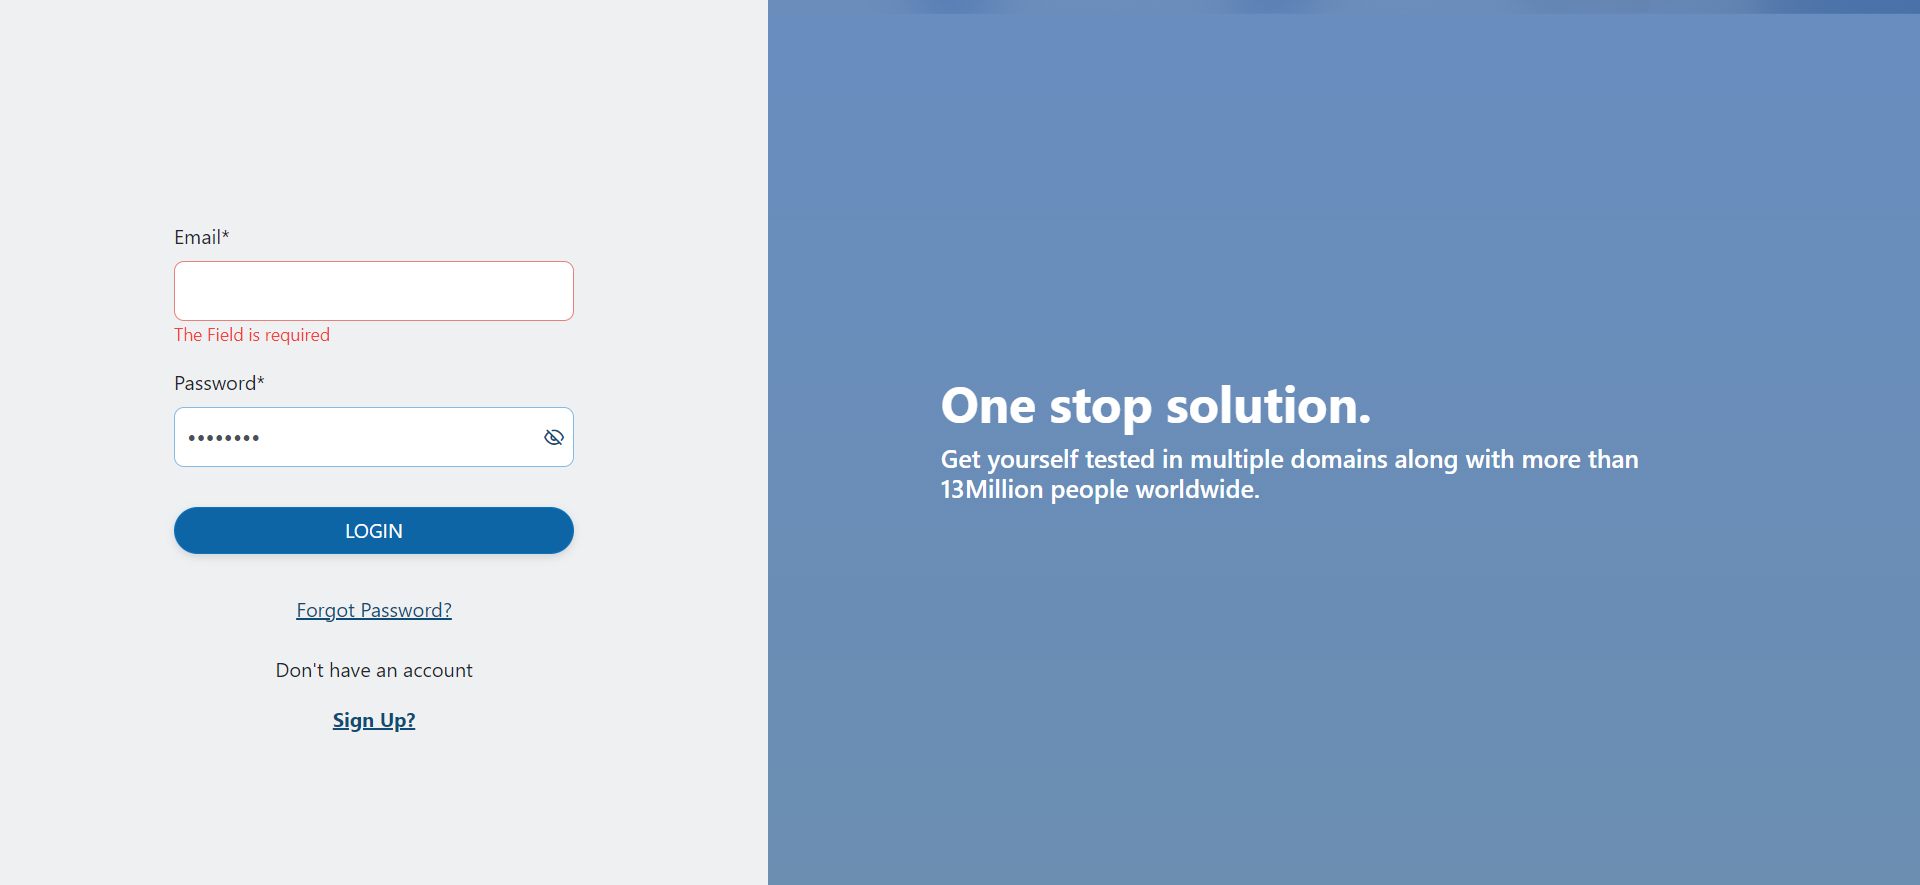 Email*
The Field is required
Password*
••••••••
LOGIN
Forgot Password?
Don't have an account
Sign Up?
One stop solution.
Get yourself tested in multiple domains along with more than
13Million people worldwide.